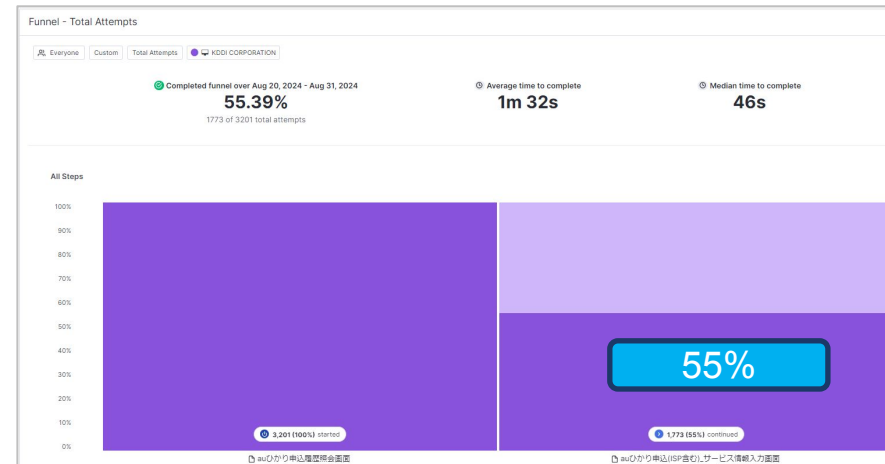 Funnel - Total Attempts
Everyone Custom Total Attempts KDDI CORPORATION
Completed funnel over Aug 20, 2024 - Aug 31, 2024
55.39%
1773 of 3201 total attempts
Average time to complete
1m 32s
Median time to complete
46s
All Steps
100%
90%
80%
70%
60%
50%
40%
30%
20%
10%
0%
55%
3,201 (100%) started
1,773 (55%) continued
auひかり申込履歴照会画面
auひかり申込(ISP含む)_サービス情報入力画面